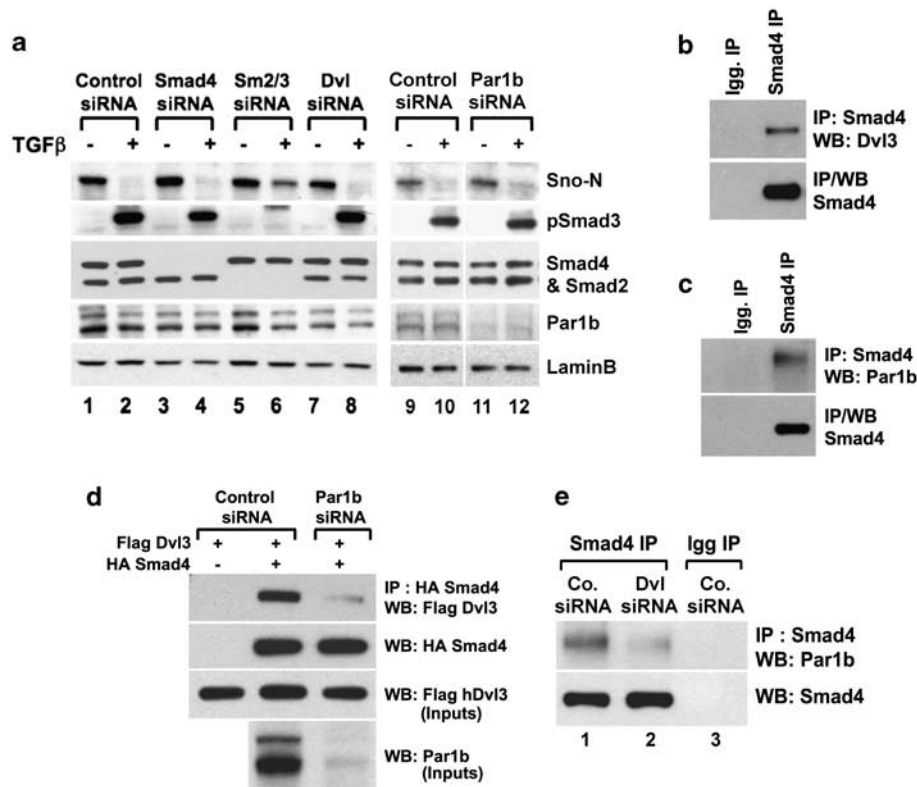 a
Control siRNA Smad4 siRNA Sm2/3 siRNA Dvl siRNA Control siRNA Par1b siRNA
TGFβ - + - + - + - + - + - +
Sno-N
pSmad3
Smad4 & Smad2
Par1b
LaminB
1 2 3 4 5 6 7 8 9 10 11 12
b
Igg. IP Smad4 IP
IP: Smad4
WB: Dvl3
IP/WB
Smad4
c
Igg. IP Smad4 IP
IP: Smad4
WB: Par1b
IP/WB
Smad4
d
Control siRNA Par1b siRNA
Flag Dvl3 + + +
HA Smad4 - + +
IP : HA Smad4
WB: Flag Dvl3
WB: HA Smad4
WB: Flag hDvl3
(Inputs)
WB: Par1b
(Inputs)
e
Smad4 IP Igg IP
Co. siRNA Dvl siRNA Co. siRNA
IP : Smad4
WB: Par1b
WB: Smad4
1 2 3